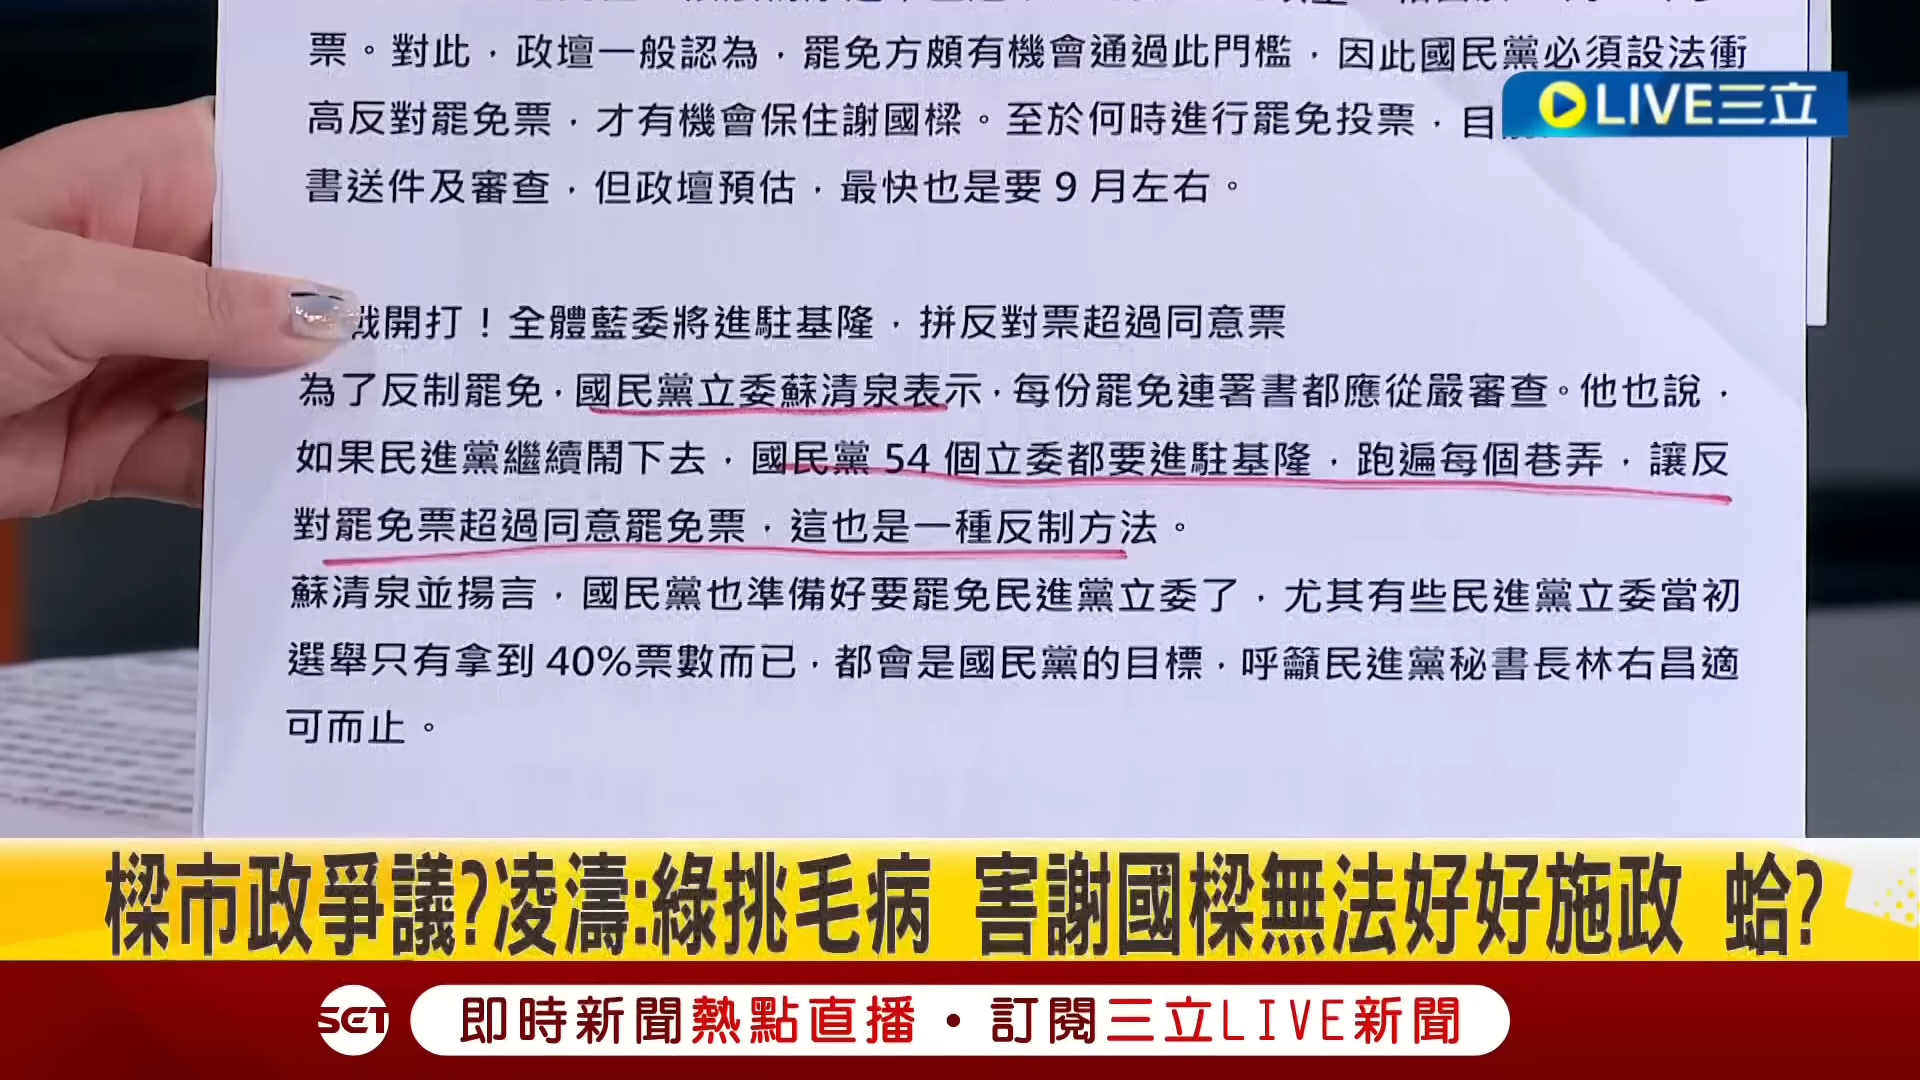 票。對此，政壇一般認為，罷免方頗有機會通過此門檻，因此國民黨必須設法衝
高反對罷免票，才有機會保住謝國樑。至於何時進行罷免投票，目
書送件及審查，但政壇預估，最快也是要 9 月左右。
戰開打！全體藍委將進駐基隆，拼反對票超過同意票
為了反制罷免，國民黨立委蘇清泉表示，每份罷免連署書都應從嚴審查。他也說，
如果民進黨繼續鬧下去，國民黨 54 個立委都要進駐基隆，跑遍每個巷弄，讓反
對罷免票超過同意罷免票，這也是一種反制方法。
蘇清泉並揚言，國民黨也準備好要罷免民進黨立委了，尤其有些民進黨立委當初
選舉只有拿到 40%票數而已，都會是國民黨的目標，呼籲民進黨秘書長林右昌適
可而止。
LIVE三立
樑市政爭議?凌濤:綠挑毛病 害謝國樑無法好好施政 蛤?
SET 即時新聞熱點直播・訂閱三立LIVE新聞